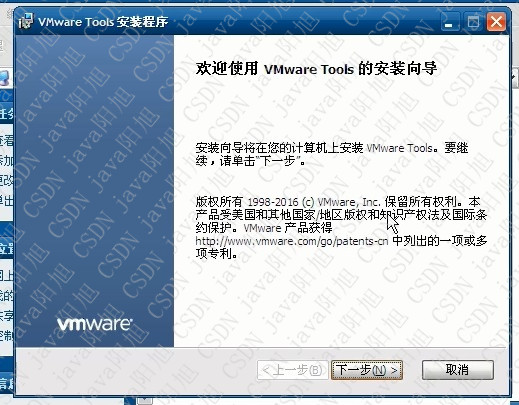 VMware Tools 安装程序
欢迎使用 VMware Tools 的安装向导
安装向导将在您的计算机上安装 VMware Tools。要继
续，请单击“下一步”。
版权所有 1998-2016 (c) VMware, Inc. 保留所有权利。本
产品受美国和其他国家/地区版权和知识产权法及国际条
约保护。VMware 产品获得
http://www.vmware.com/go/patents-cn 中列出的一项或多
项专利。
vmware
< 上一步(B)
下一步(N) >
取消
CSDN java阳旭